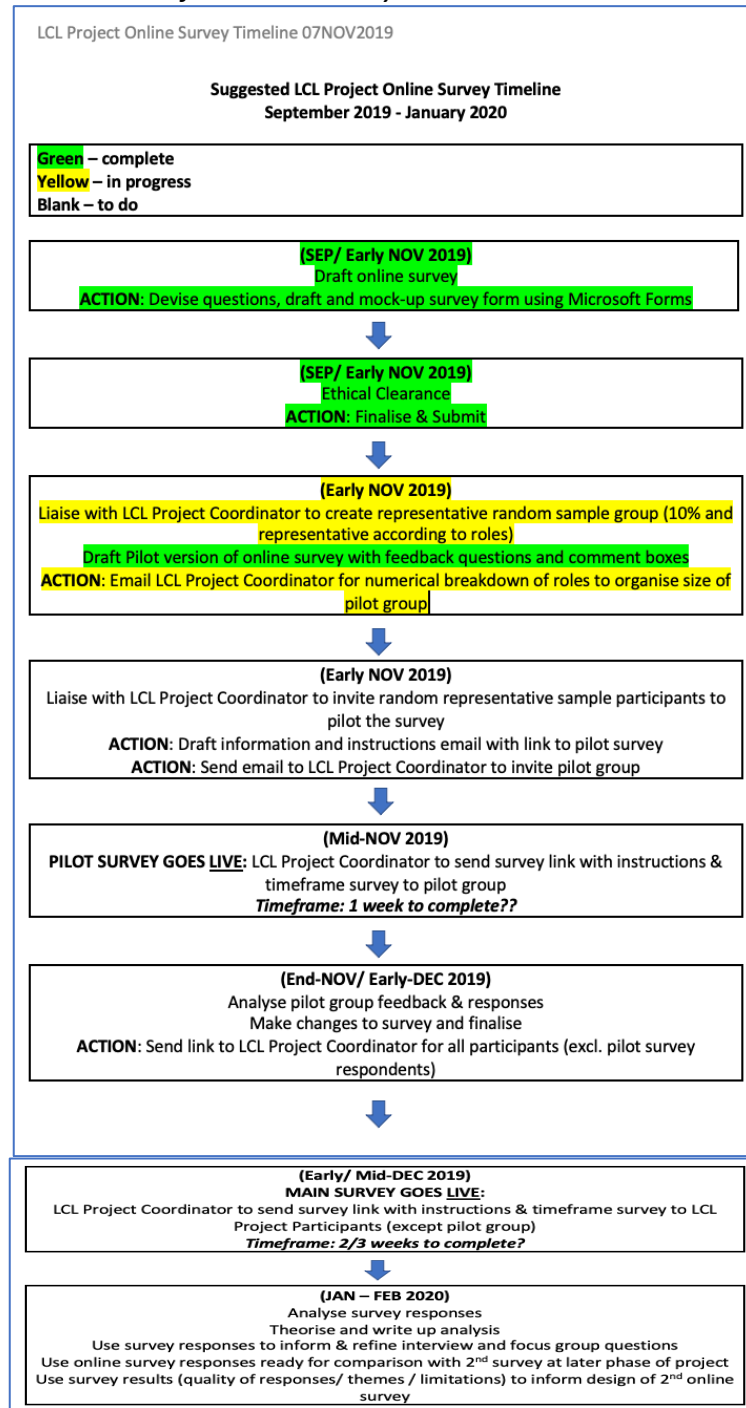 LCL Project Online Survey Timeline 07NOV2019
Suggested LCL Project Online Survey Timeline
September 2019 - January 2020
Green – complete
Yellow – in progress
Blank – to do
(SEP/ Early NOV 2019)
Draft online survey
ACTION: Devise questions, draft and mock-up survey form using Microsoft Forms
(SEP/ Early NOV 2019)
Ethical Clearance
ACTION: Finalise & Submit
(Early NOV 2019)
Liaise with LCL Project Coordinator to create representative random sample group (10% and
representative according to roles)
Draft Pilot version of online survey with feedback questions and comment boxes
ACTION: Email LCL Project Coordinator for numerical breakdown of roles to organise size of
pilot group
(Early NOV 2019)
Liaise with LCL Project Coordinator to invite random representative sample participants to
pilot the survey
ACTION: Draft information and instructions email with link to pilot survey
ACTION: Send email to LCL Project Coordinator to invite pilot group
(Mid-NOV 2019)
PILOT SURVEY GOES LIVE: LCL Project Coordinator to send survey link with instructions &
timeframe survey to pilot group
Timeframe: 1 week to complete??
(End-NOV/ Early-DEC 2019)
Analyse pilot group feedback & responses
Make changes to survey and finalise
ACTION: Send link to LCL Project Coordinator for all participants (excl. pilot survey
respondents)
(Early/ Mid-DEC 2019)
MAIN SURVEY GOES LIVE:
LCL Project Coordinator to send survey link with instructions & timeframe survey to LCL
Project Participants (except pilot group)
Timeframe: 2/3 weeks to complete?
(JAN – FEB 2020)
Analyse survey responses
Theorise and write up analysis
Use survey responses to inform & refine interview and focus group questions
Use online survey responses ready for comparison with 2nd survey at later phase of project
Use survey results (quality of responses/ themes / limitations) to inform design of 2nd online
survey